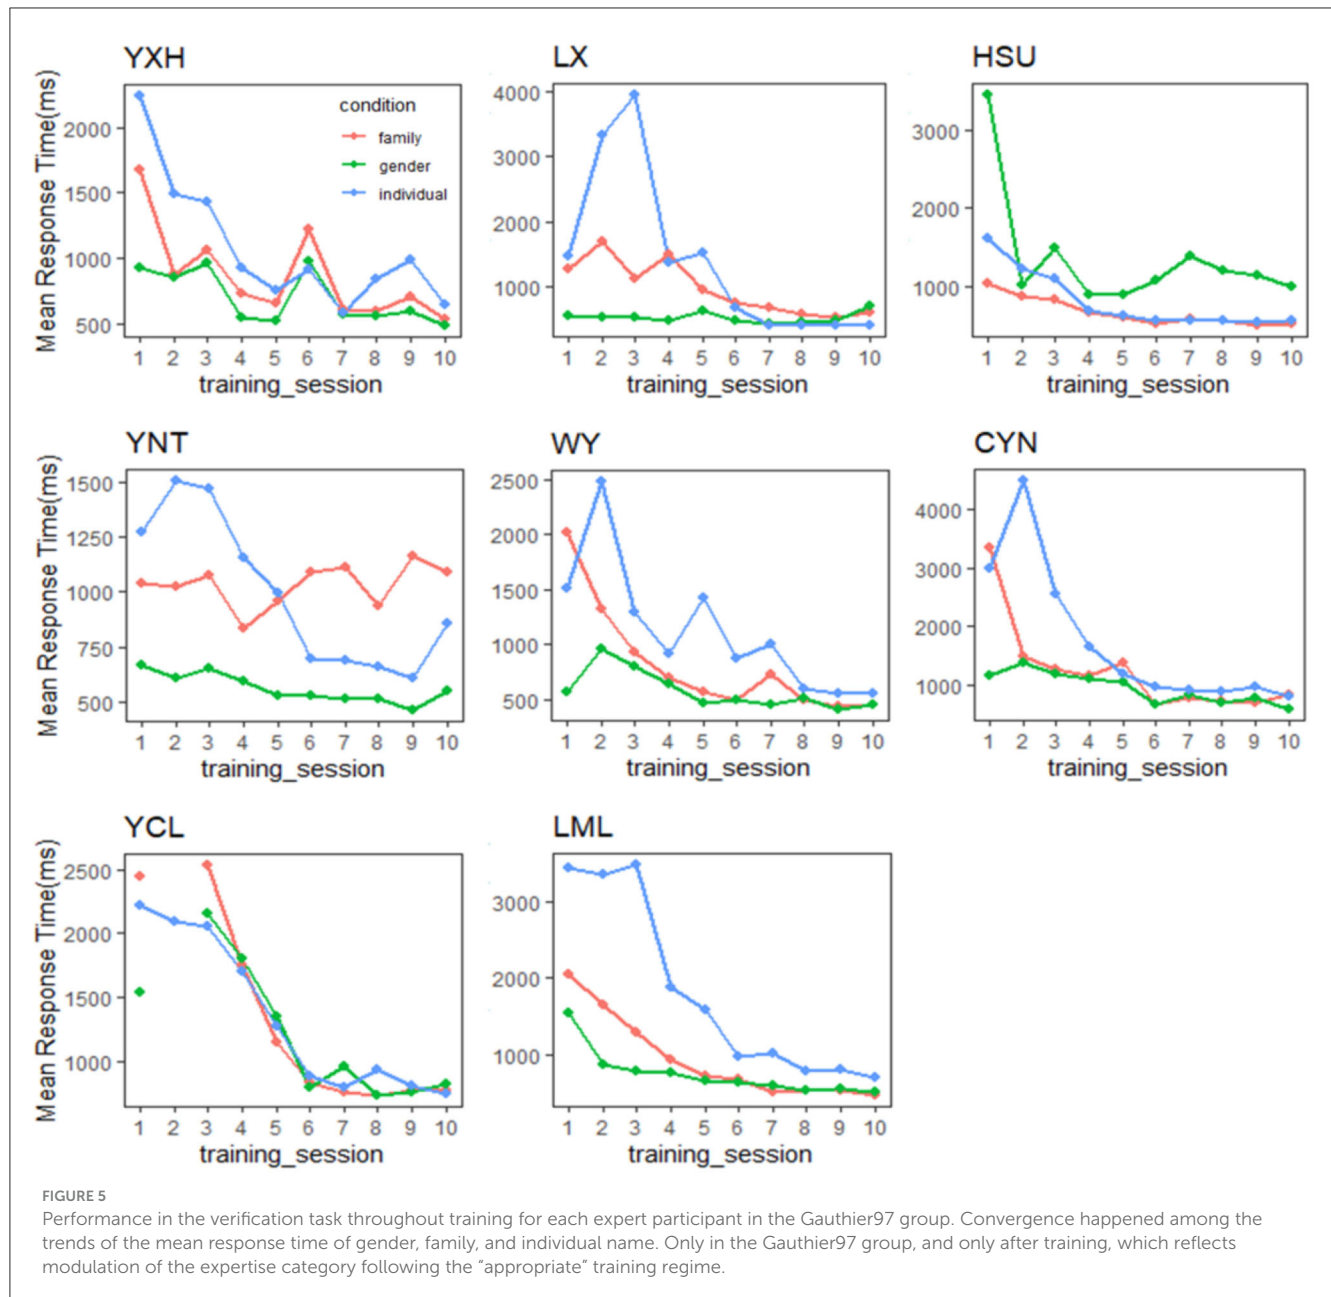 YXH
Mean Response Time(ms)
2000
1500
1000
500
condition
family
gender
individual
1 2 3 4 5 6 7 8 9 10
training_session
LX
4000
3000
2000
1000
1 2 3 4 5 6 7 8 9 10
training_session
HSU
3000
2000
1000
1 2 3 4 5 6 7 8 9 10
training_session
YNT
Mean Response Time(ms)
1500
1250
1000
750
500
1 2 3 4 5 6 7 8 9 10
training_session
WY
2500
2000
1500
1000
500
1 2 3 4 5 6 7 8 9 10
training_session
CYN
4000
3000
2000
1000
1 2 3 4 5 6 7 8 9 10
training_session
YCL
Mean Response Time(ms)
2500
2000
1500
1000
1 2 3 4 5 6 7 8 9 10
training_session
LML
3000
2000
1000
1 2 3 4 5 6 7 8 9 10
training_session
FIGURE 5
Performance in the verification task throughout training for each expert participant in the Gauthier97 group. Convergence happened among the
trends of the mean response time of gender, family, and individual name. Only in the Gauthier97 group, and only after training, which reflects
modulation of the expertise category following the "appropriate" training regime.